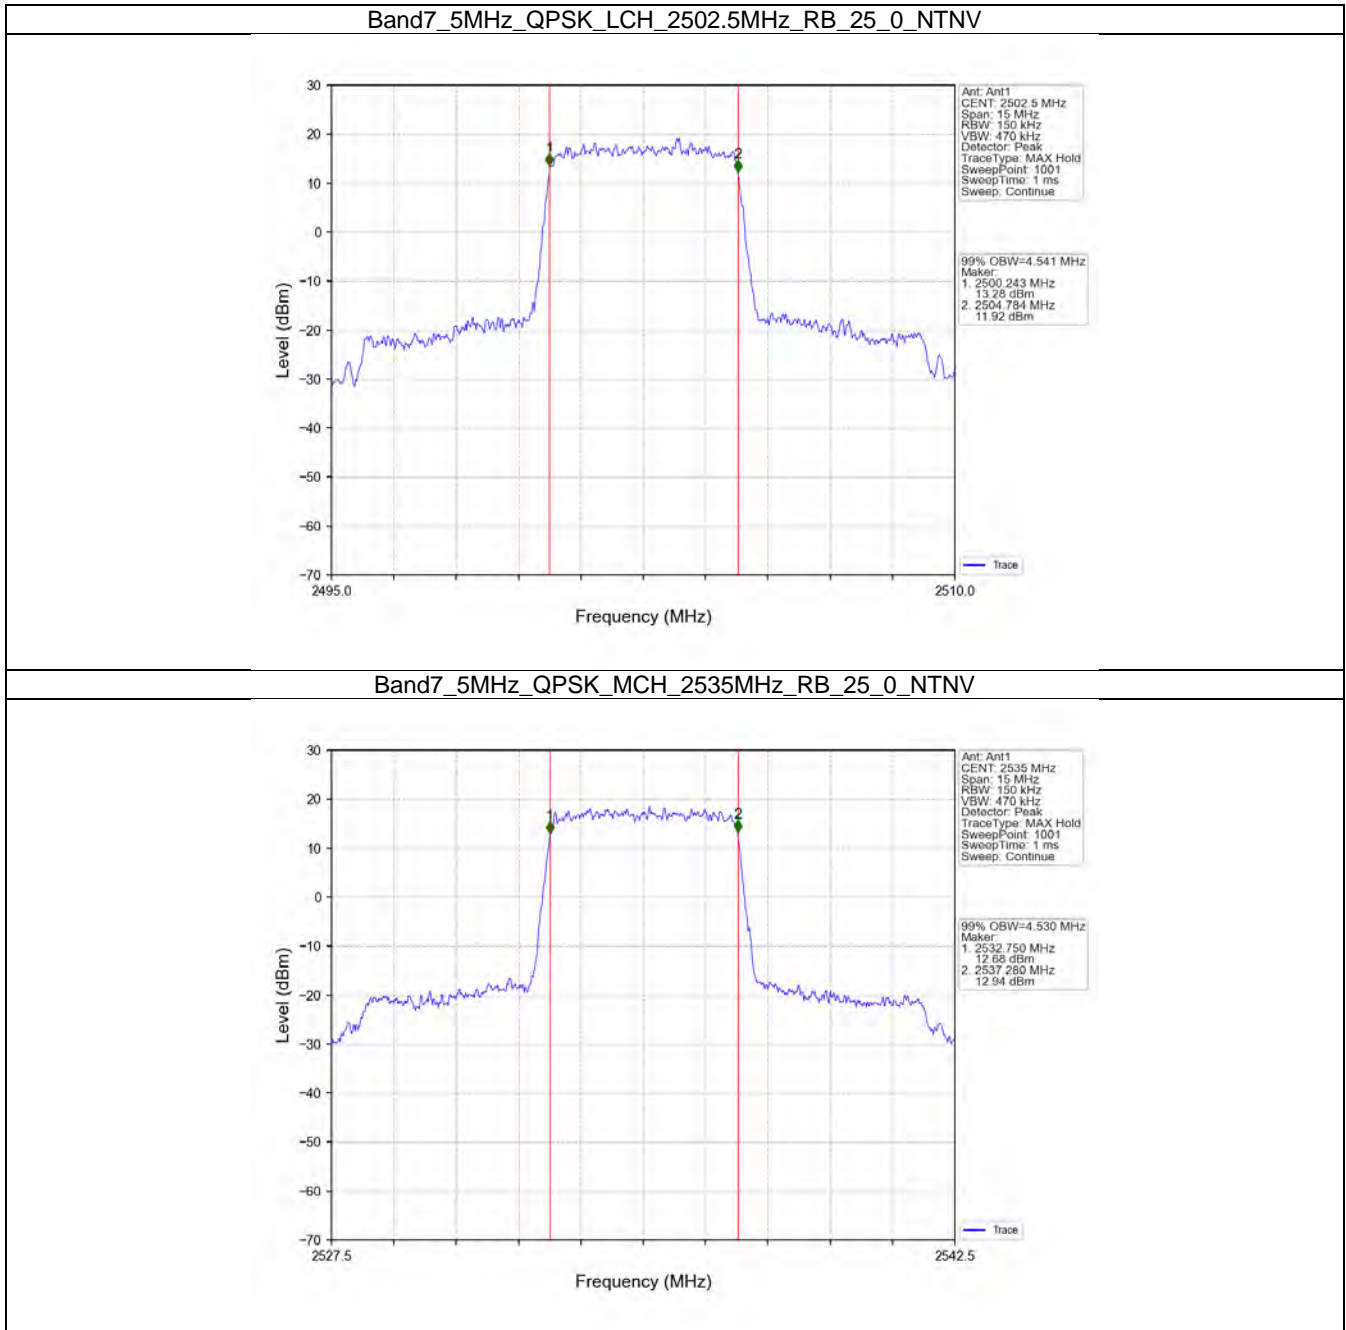 Band7_5MHz_QPSK_LCH_2502.5MHz_RB_25_0_NTNV
30
20
10
0
−10
−20
−30
−40
−50
−60
−70
Level (dBm)
1
2
2495.0
2510.0
Frequency (MHz)
Ant: Ant1
CENT: 2502.5 MHz
Span: 15 MHz
RBW: 150 kHz
VBW: 470 kHz
Detector: Peak
TraceType: MAX Hold
SweepPoint: 1001
SweepTime: 1 ms
Sweep: Continue
99% OBW=4.541 MHz
Maker:
1. 2500.243 MHz
13.28 dBm
2. 2504.784 MHz
11.92 dBm
Trace
Band7_5MHz_QPSK_MCH_2535MHz_RB_25_0_NTNV
30
20
10
0
−10
−20
−30
−40
−50
−60
−70
Level (dBm)
1
2
2527.5
2542.5
Frequency (MHz)
Ant: Ant1
CENT: 2535 MHz
Span: 15 MHz
RBW: 150 kHz
VBW: 470 kHz
Detector: Peak
TraceType: MAX Hold
SweepPoint: 1001
SweepTime: 1 ms
Sweep: Continue
99% OBW=4.530 MHz
Maker:
1. 2532.750 MHz
12.68 dBm
2. 2537.280 MHz
12.94 dBm
Trace